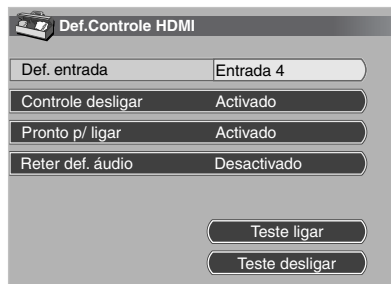 Def.Controle HDMI
Def. entrada Entrada 4
Controle desligar Activado
Pronto p/ ligar Activado
Reter def. áudio Desactivado
Teste ligar
Teste desligar